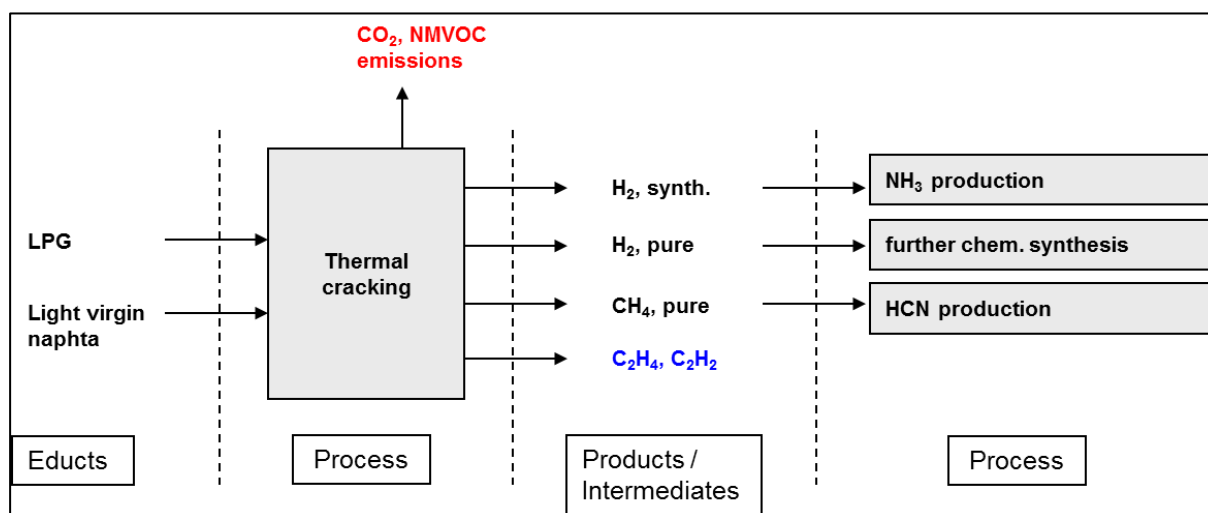 CO₂, NMVOC
emissions
LPG
Light virgin
naphta
Thermal
cracking
H₂, synth.
H₂, pure
CH₄, pure
C₂H₄, C₂H₂
NH₃ production
further chem. synthesis
HCN production
Educts
Process
Products /
Intermediates
Process